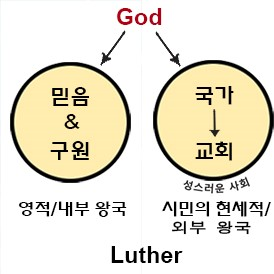 God
믿음
&
구원
국가
교회
성스러운 사회
영적/내부 왕국
시민의 현세적/
외부 왕국
Luther